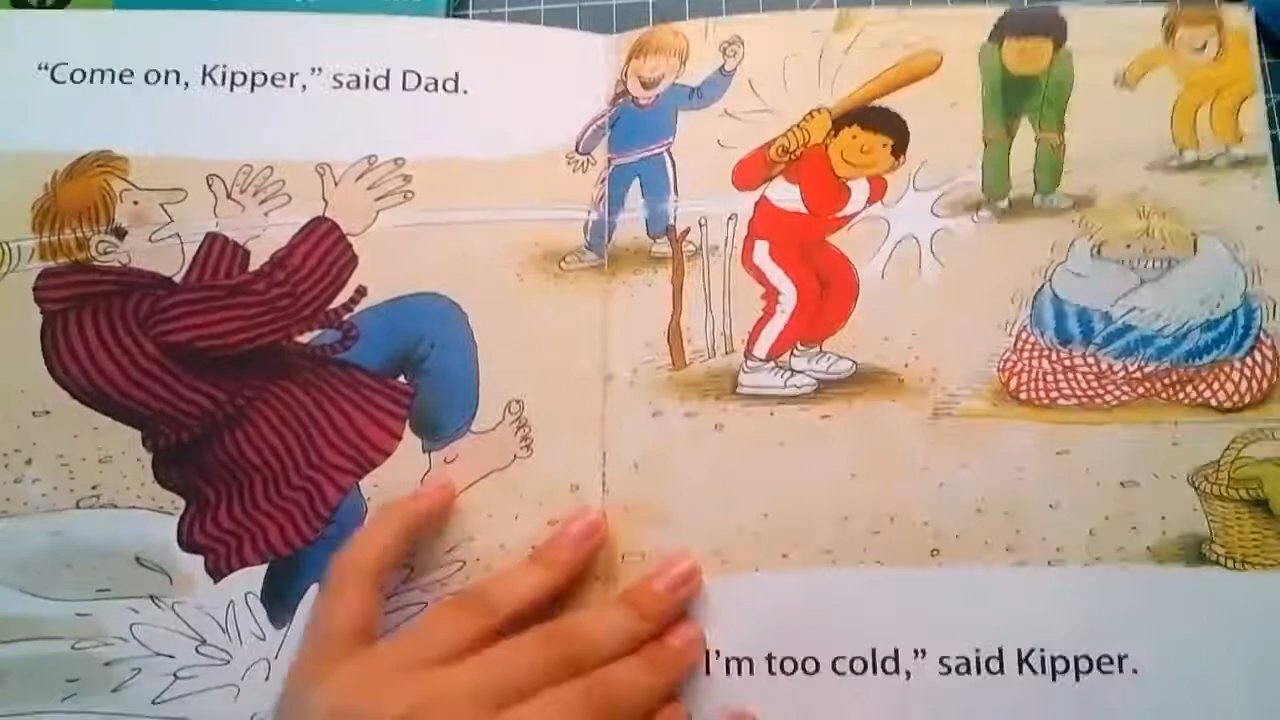 “Come on, Kipper,” said Dad.
I’m too cold,” said Kipper.